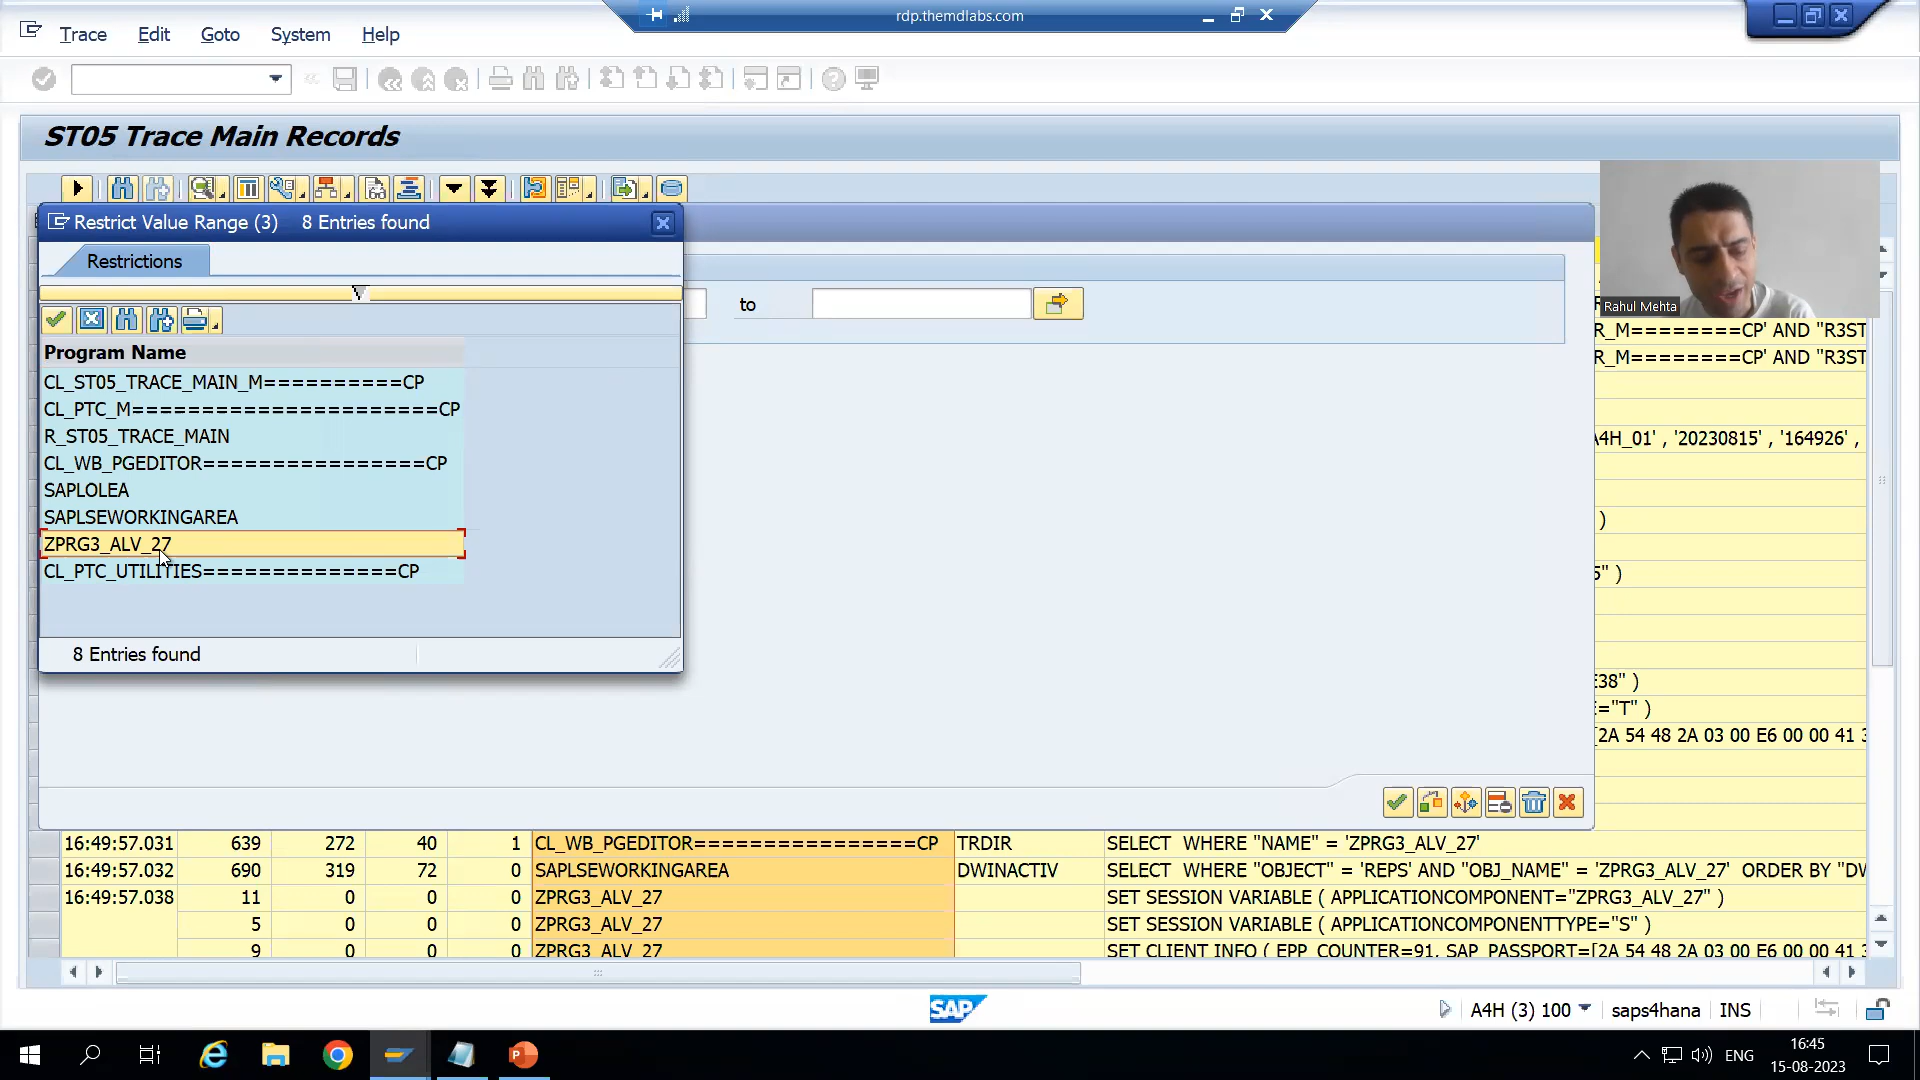 rdp.themdlabs.com
Trace Edit Goto System Help
ST05 Trace Main Records
Restrict Value Range (3) 8 Entries found
Restrictions
to
Rahul Mehta
Program Name
CL_ST05_TRACE_MAIN_M==========CP
CL_PTC_M======================CP
R_ST05_TRACE_MAIN
CL_WB_PGEDITOR================CP
SAPLOLEA
SAPLSEWORKINGAREA
ZPRG3_ALV_27
CL_PTC_UTILITIES==============CP
8 Entries found
R_M========CP' AND "R3ST
R_M========CP' AND "R3ST
A4H_01' , '20230815' , '164926' ,
)
5" )
E38" )
="T" )
[2A 54 48 2A 03 00 E6 00 00 41 3
16:49:57.031 639 272 40 1 CL_WB_PGEDITOR================CP TRDIR SELECT WHERE "NAME" = 'ZPRG3_ALV_27'
16:49:57.032 690 319 72 0 SAPLSEWORKINGAREA DWINACTIV SELECT WHERE "OBJECT" = 'REPS' AND "OBJ_NAME" = 'ZPRG3_ALV_27' ORDER BY "DW
16:49:57.038 11 0 0 0 ZPRG3_ALV_27 SET SESSION VARIABLE ( APPLICATIONCOMPONENT="ZPRG3_ALV_27" )
5 0 0 0 ZPRG3_ALV_27 SET SESSION VARIABLE ( APPLICATIONCOMPONENTTYPE="S" )
9 0 0 0 ZPRG3_ALV_27 SET CLIENT INFO ( EPP_COUNTER=91, SAP_PASSPORT=[2A 54 48 2A 03 00 E6 00 00 41 3
SAP
A4H (3) 100 saps4hana INS
ENG
16:45
15-08-2023